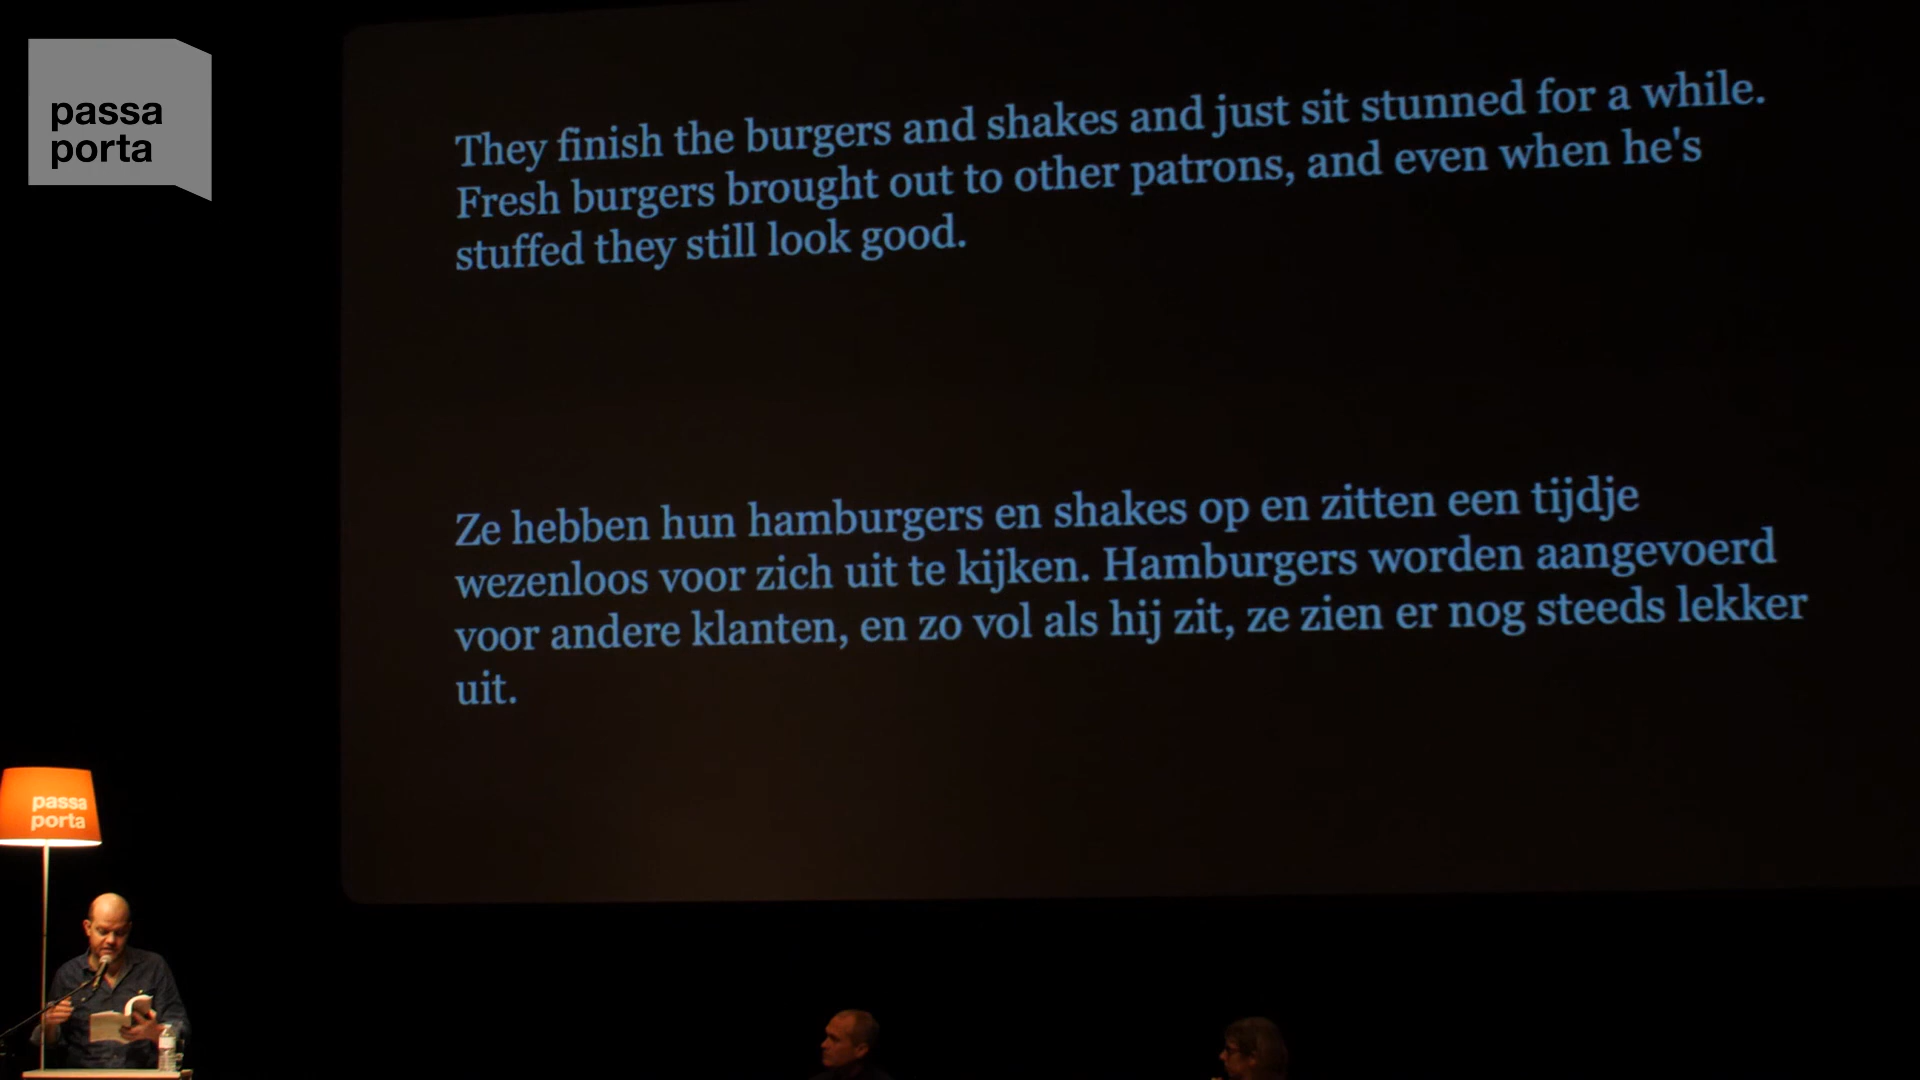 passa
porta
They finish the burgers and shakes and just sit stunned for a while.
Fresh burgers brought out to other patrons, and even when he's
stuffed they still look good.
Ze hebben hun hamburgers en shakes op en zitten een tijdje
wezenloos voor zich uit te kijken. Hamburgers worden aangevoerd
voor andere klanten, en zo vol als hij zit, ze zien er nog steeds lekker
uit.
passa
porta